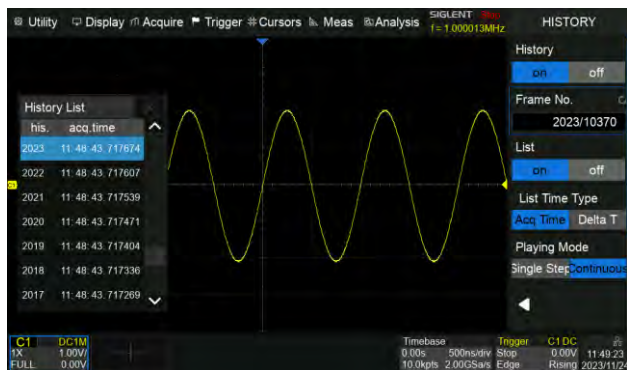 Utility Display Acquire Trigger Cursors Meas Analysis
SIGLENT Stop
f = 1.000013MHz
HISTORY
History
on off
Frame No.
2023/10370
List
on off
List Time Type
Acq Time Delta T
Playing Mode
Single Step Continuous
History List
his. acq.time
2023 11:48:43.717674
2022 11:48:43.717607
2021 11:48:43.717539
2020 11:48:43.717471
2019 11:48:43.717404
2018 11:48:43.717336
2017 11:48:43.717269
C1
C1 DC1M
1X 1.00V/
FULL 0.00V
Timebase
0.00s 500ns/div
10.0kpts 2.00GSa/s
Trigger C1 DC
Stop 0.00V
Edge Rising
11:49:23
2023/11/24